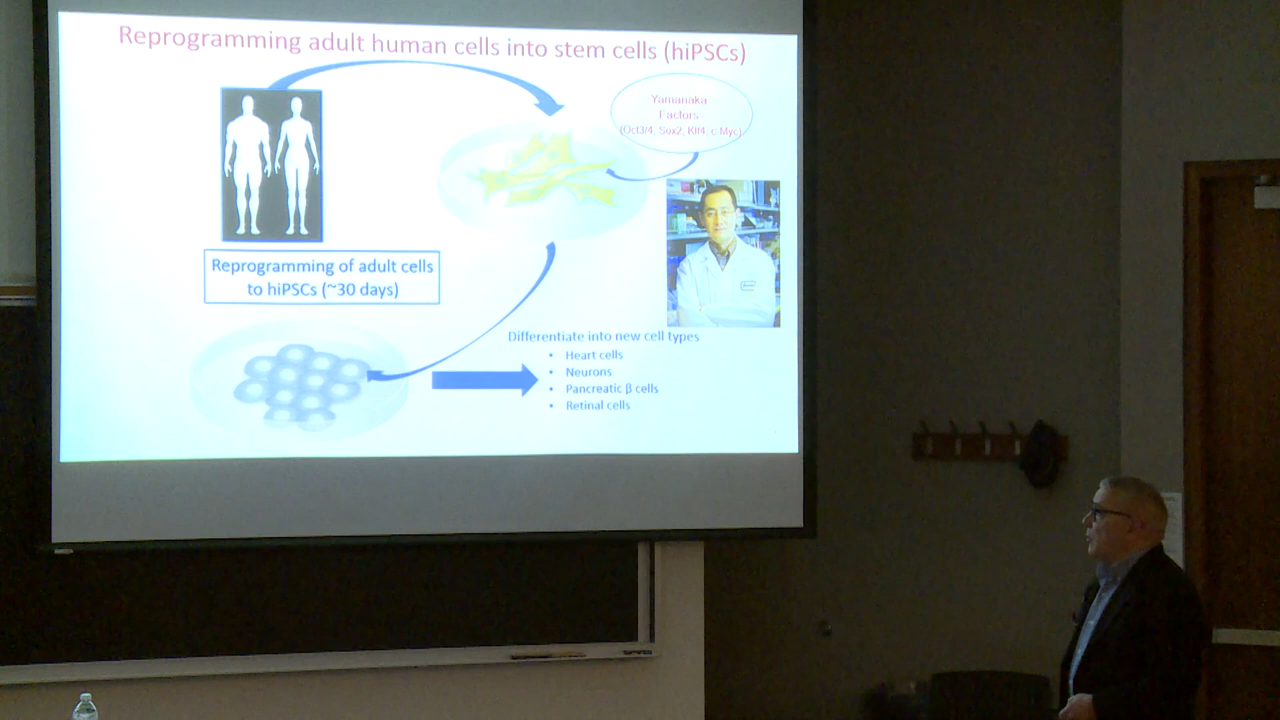 Reprogramming adult human cells into stem cells (hiPSCs)
Yamanaka
Factors
(Oct3/4, Sox2, Klf4, c-Myc)
Reprogramming of adult cells
to hiPSCs (~30 days)
Differentiate into new cell types
• Heart cells
• Neurons
• Pancreatic β cells
• Retinal cells